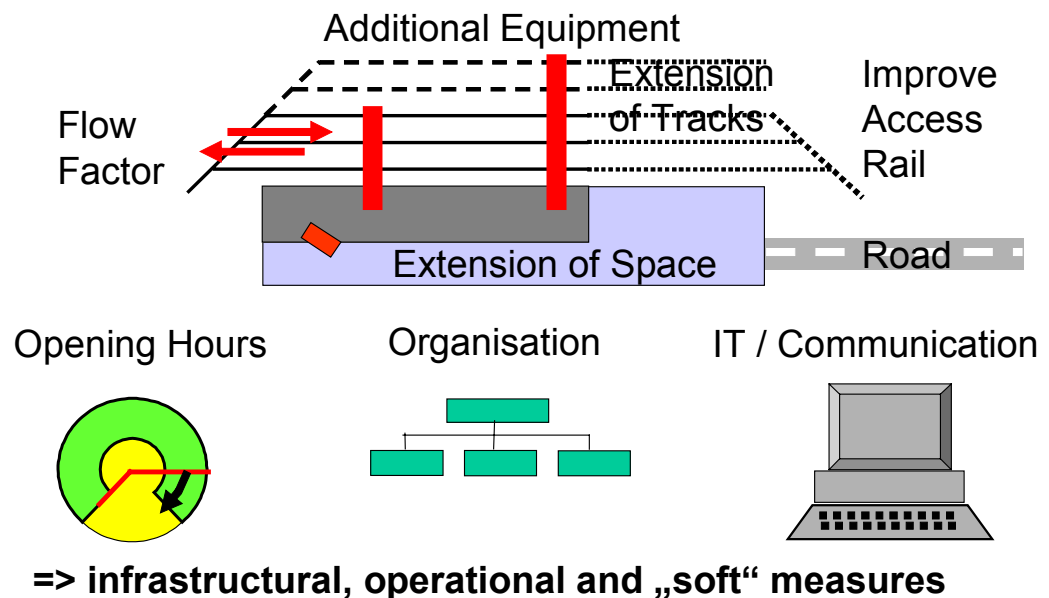 Additional Equipment
Extension
of Tracks
Improve
Access
Rail
Flow
Factor
Extension of Space
Road
Opening Hours
Organisation
IT / Communication
=> infrastructural, operational and „soft“ measures